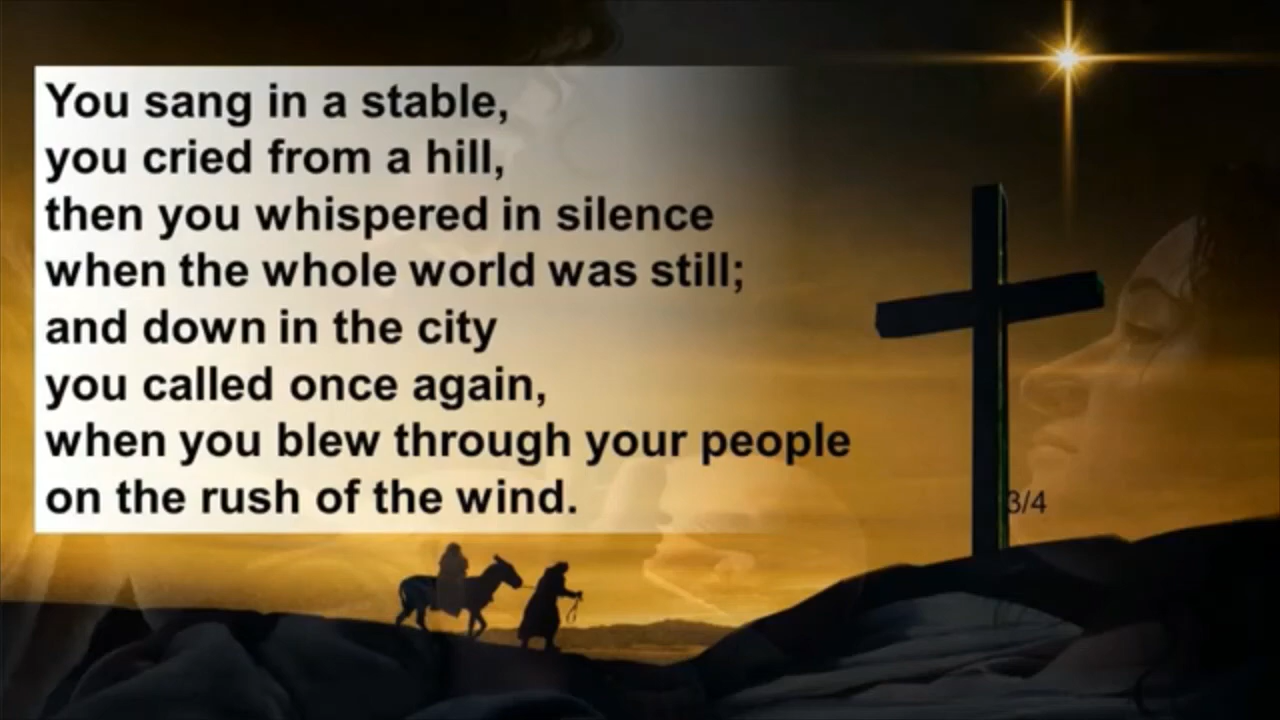 You sang in a stable,
you cried from a hill,
then you whispered in silence
when the whole world was still;
and down in the city
you called once again,
when you blew through your people
on the rush of the wind.
3/4